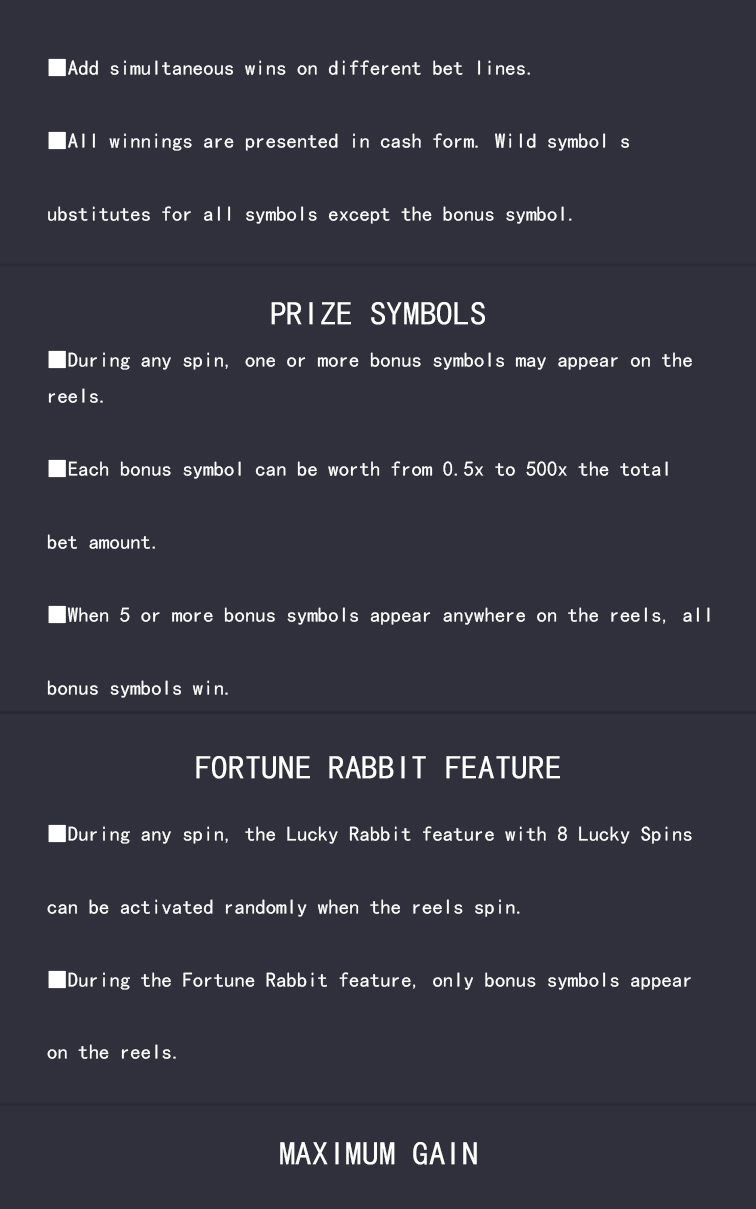 ■Add simultaneous wins on different bet lines.
■All winnings are presented in cash form. Wild symbol s
ubstitutes for all symbols except the bonus symbol.
PRIZE SYMBOLS
■During any spin, one or more bonus symbols may appear on the
reels.
■Each bonus symbol can be worth from 0.5x to 500x the total
bet amount.
■When 5 or more bonus symbols appear anywhere on the reels, all
bonus symbols win.
FORTUNE RABBIT FEATURE
■During any spin, the Lucky Rabbit feature with 8 Lucky Spins
can be activated randomly when the reels spin.
■During the Fortune Rabbit feature, only bonus symbols appear
on the reels.
MAXIMUM GAIN